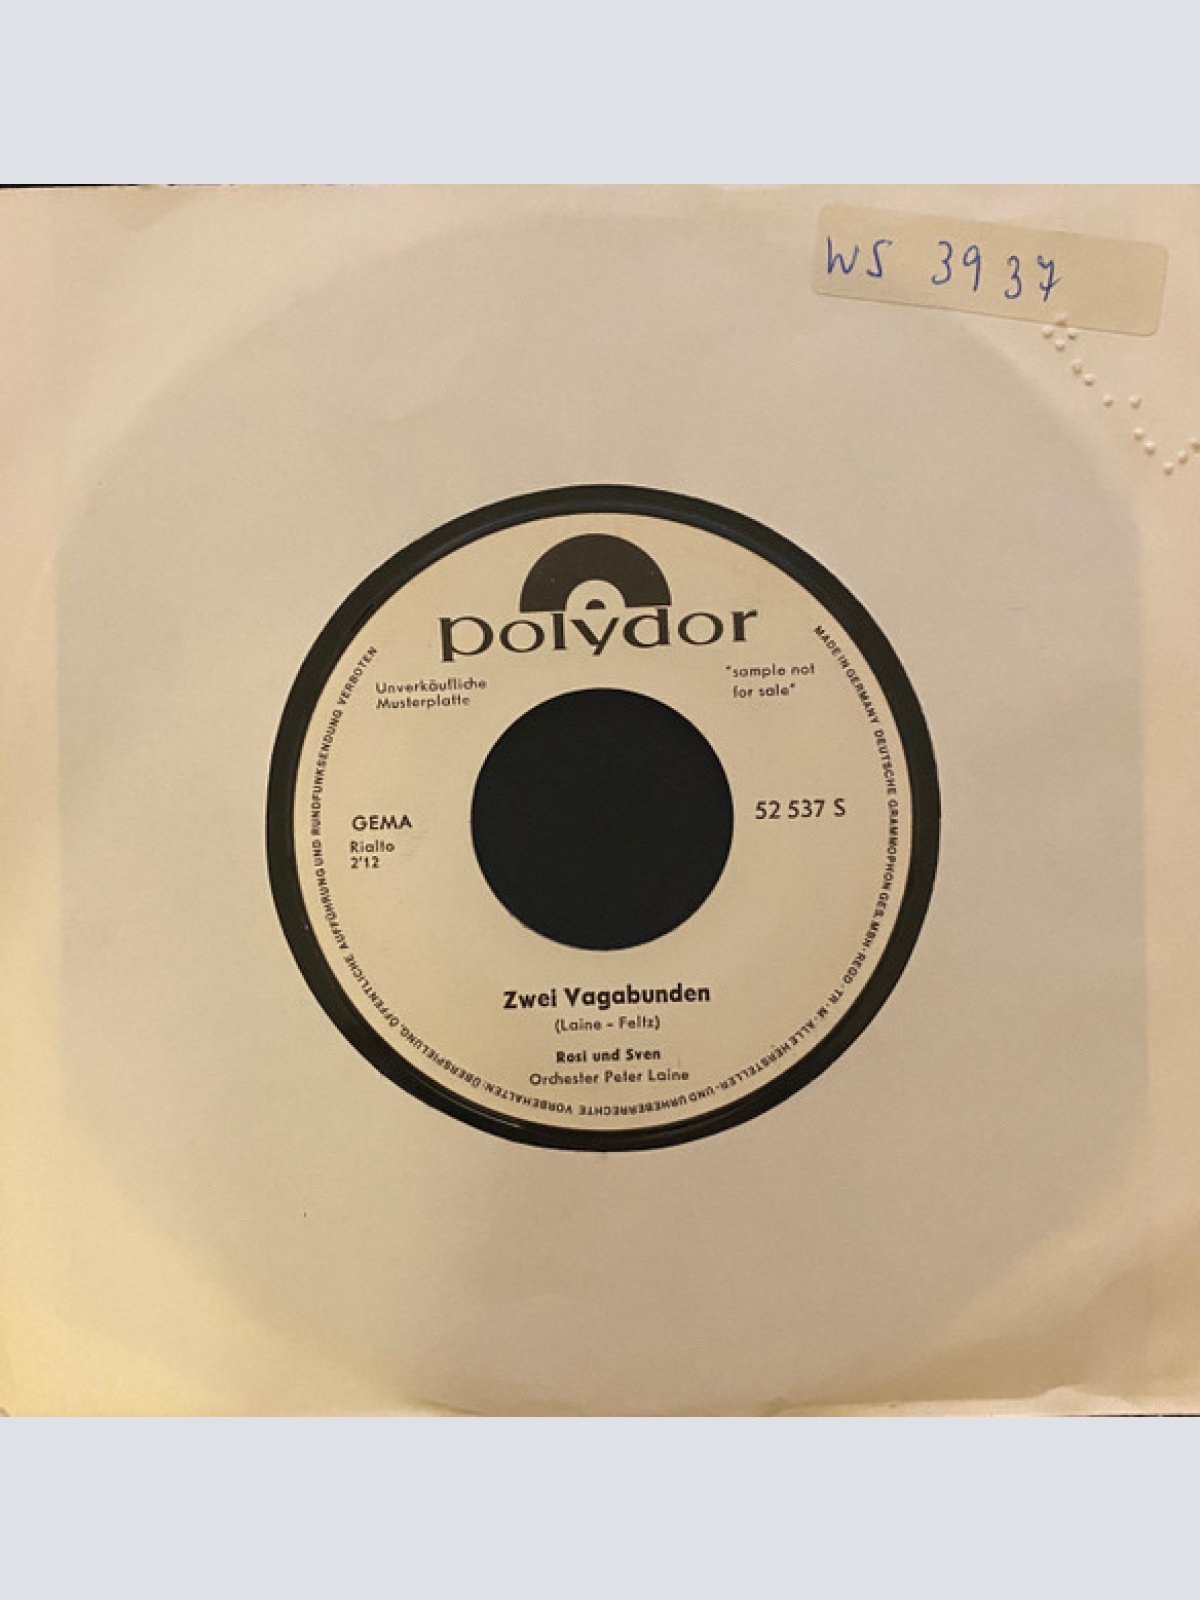 WS 3937
polydor
Unverkäufliche
Musterplatte
"sample not
for sale"
GEMA
Rialto
2'12
52 537 S
Zwei Vagabunden
(Laine - Feltz)
Rosi und Sven
Orchester Peter Laine
MADE IN GERMANY DEUTSCHE GRAMMOPHON GES. MBH · REGD · TR · M · ALLE HERSTELLER- UND URHEBERRECHTE VORBEHALTEN. ÜBERSPIELUNG, ÖFFENTLICHE AUFFÜHRUNG UND RUNDFUNKSENDUNG VERBOTEN